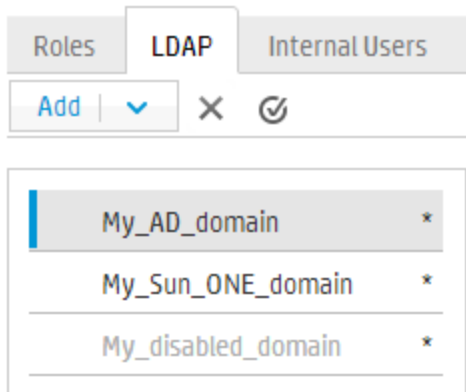 Roles LDAP Internal Users
Add
My_AD_domain *
My_Sun_ONE_domain *
My_disabled_domain *